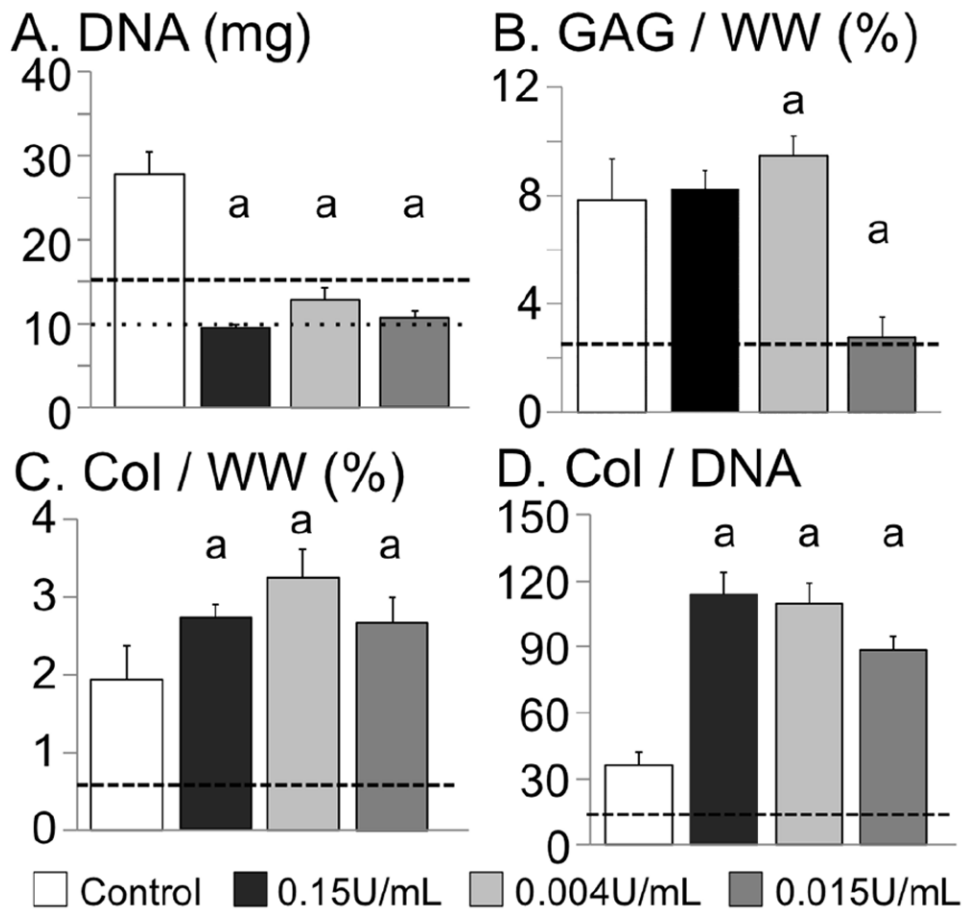 A. DNA (mg)
40
30
20
10
0
a a a
B. GAG / WW (%)
12
8
4
0
a
a
C. Col / WW (%)
4
3
2
1
0
a a a
D. Col / DNA
150
120
90
60
30
0
a a a
Control 0.15U/mL 0.004U/mL 0.015U/mL